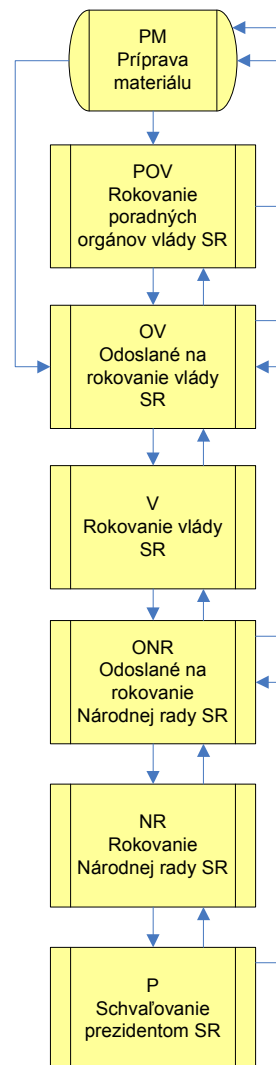 PM
Príprava
materiálu
POV
Rokovanie
poradných
orgánov vlády SR
OV
Odoslané na
rokovanie vlády
SR
V
Rokovanie vlády
SR
ONR
Odoslané na
rokovanie
Národnej rady SR
NR
Rokovanie
Národnej rady SR
P
Schvaľovanie
prezidentom SR